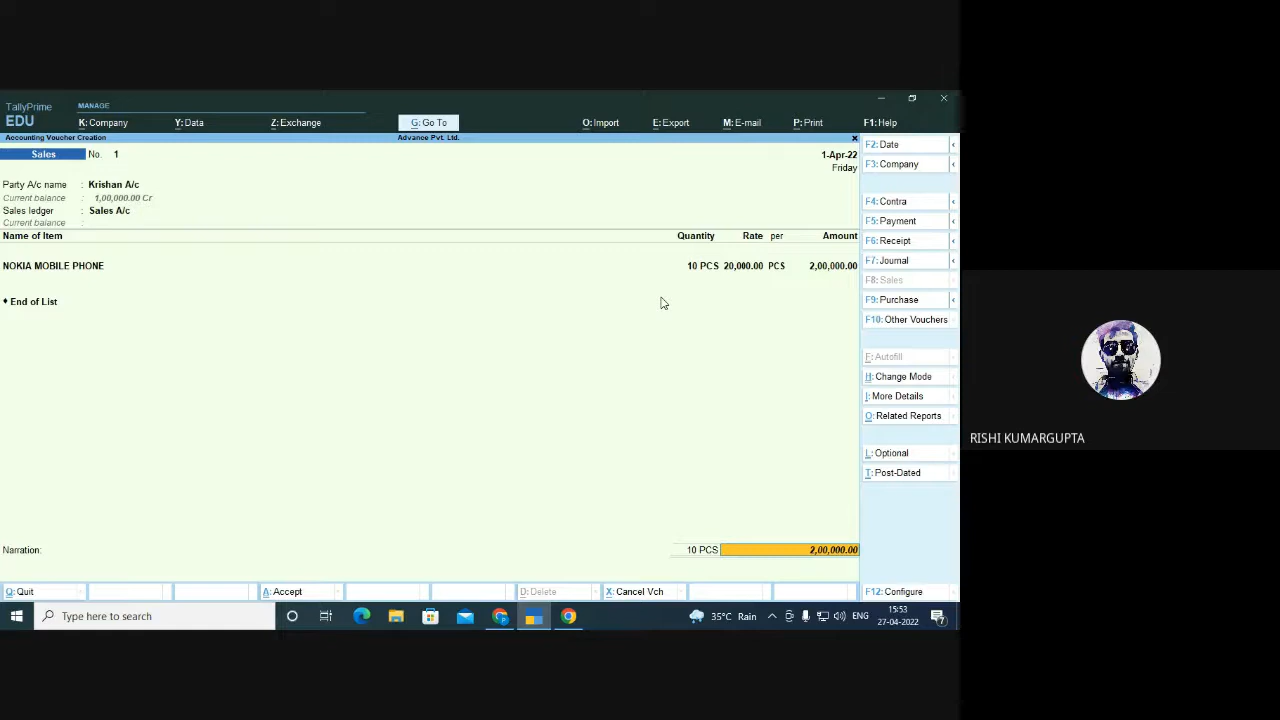 TallyPrime
EDU
MANAGE
K: Company
Y: Data
Z: Exchange
G: Go To
O: Import
E: Export
M: E-mail
P: Print
F1: Help
Accounting Voucher Creation
Advance Pvt. Ltd.
Sales No. 1
1-Apr-22
Friday
Party A/c name : Krishan A/c
Current balance : 1,00,000.00 Cr
Sales ledger : Sales A/c
Current balance :
Name of Item Quantity Rate per Amount
NOKIA MOBILE PHONE 10 PCS 20,000.00 PCS 2,00,000.00
♦ End of List
Narration:
10 PCS 2,00,000.00
F2: Date
F3: Company
F4: Contra
F5: Payment
F6: Receipt
F7: Journal
F8: Sales
F9: Purchase
F10: Other Vouchers
F: Autofill
H: Change Mode
I: More Details
O: Related Reports
L: Optional
T: Post-Dated
F12: Configure
Q: Quit
A: Accept
D: Delete
X: Cancel Vch
Type here to search
35°C Rain
ENG
15:53
27-04-2022
7
RISHI KUMARGUPTA